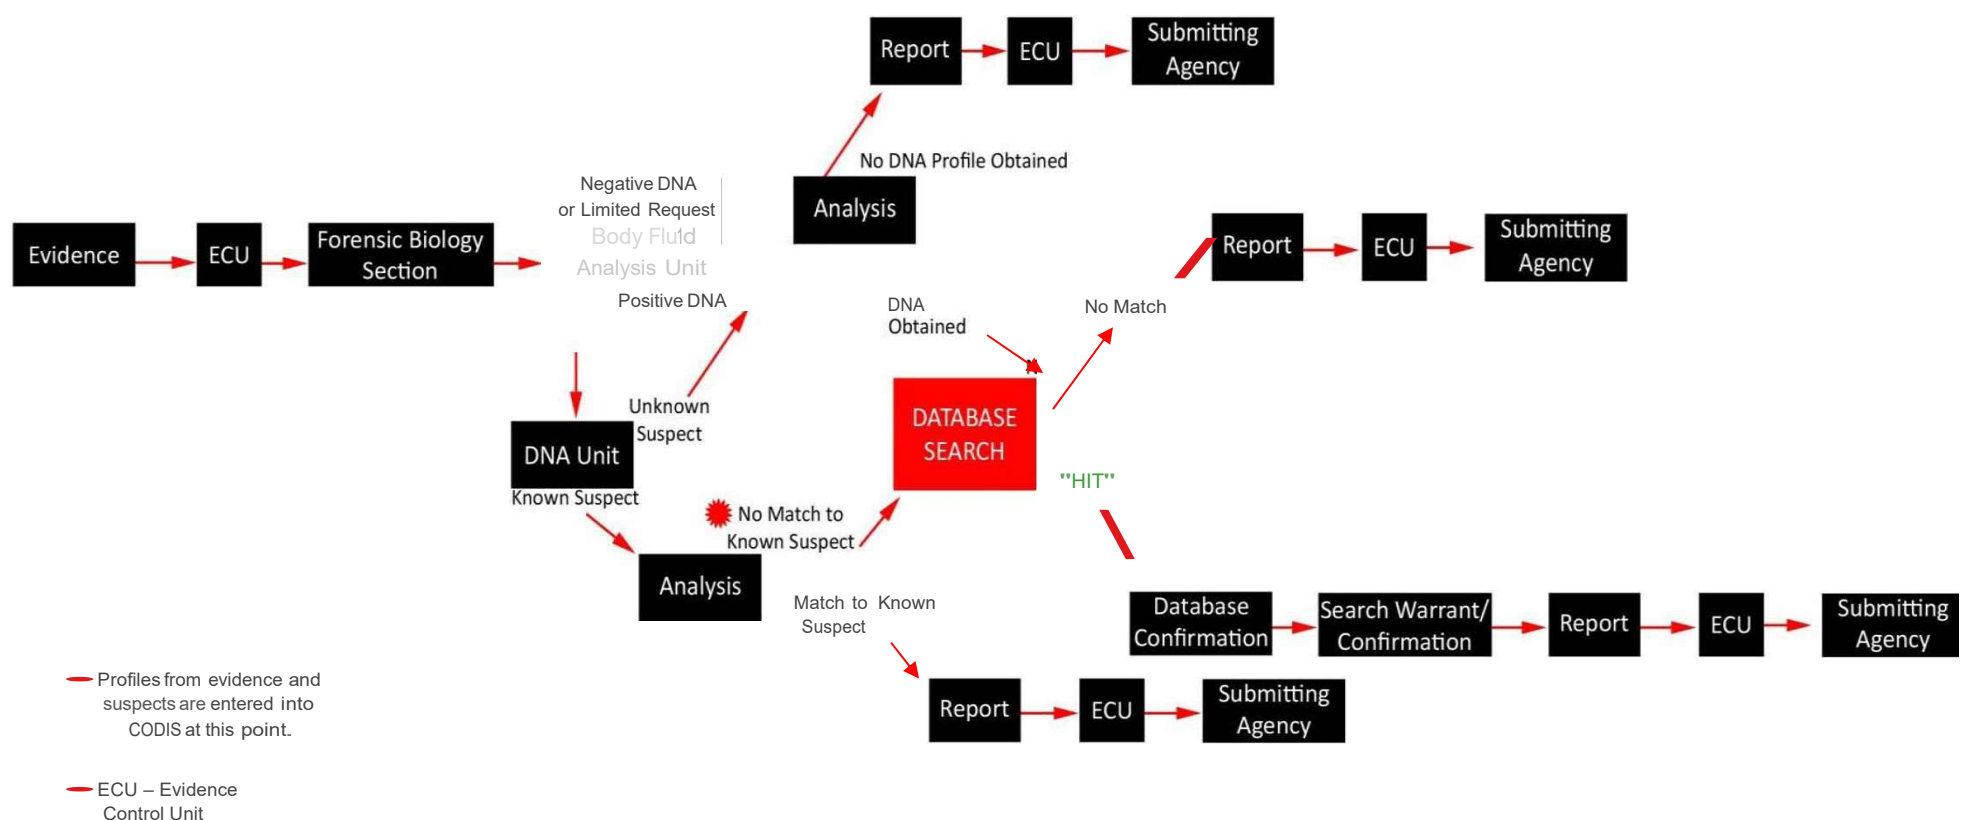 Report
ECU
Submitting
Agency
No DNA Profile Obtained
Analysis
Negative DNA
or Limited Request
Body Fluid
Analysis Unit
Positive DNA
Evidence
ECU
Forensic Biology
Section
DNA
Obtained
No Match
Report
ECU
Submitting
Agency
Unknown
Suspect
DNA Unit
Known Suspect
DATABASE
SEARCH
"HIT"
No Match to
Known Suspect
Analysis
Match to Known
Suspect
Database
Confirmation
Search Warrant/
Confirmation
Report
ECU
Submitting
Agency
Report
ECU
Submitting
Agency
Profiles from evidence and
suspects are entered into
CODIS at this point.
ECU – Evidence
Control Unit